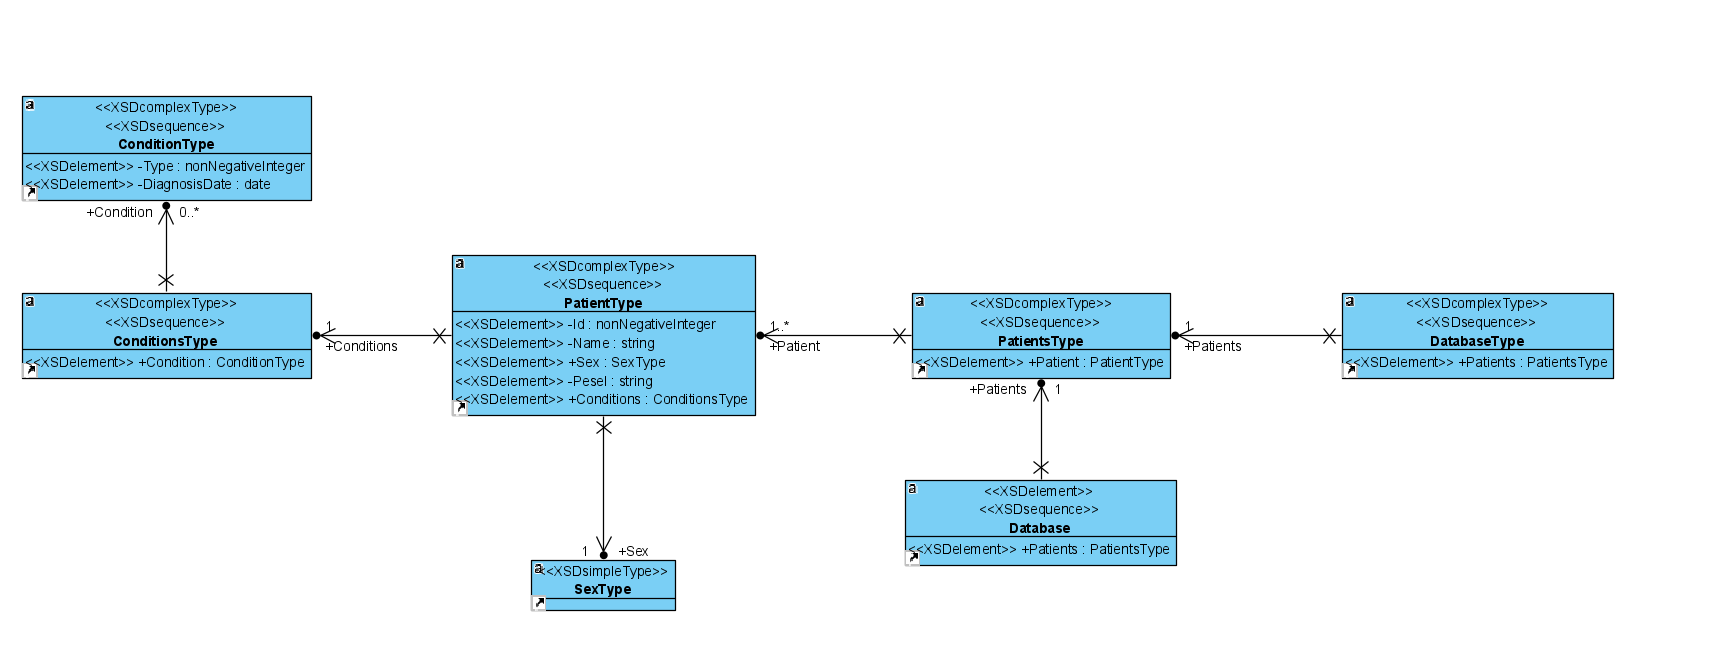 a
<<XSDcomplexType>>
<<XSDsequence>>
ConditionType
<<XSDelement>> -Type : nonNegativeInteger
<<XSDelement>> -DiagnosisDate : date
+Condition
0..*
a
<<XSDcomplexType>>
<<XSDsequence>>
ConditionsType
<<XSDelement>> +Condition : ConditionType
1
+Conditions
a
<<XSDcomplexType>>
<<XSDsequence>>
PatientType
<<XSDelement>> -Id : nonNegativeInteger
<<XSDelement>> -Name : string
<<XSDelement>> +Sex : SexType
<<XSDelement>> -Pesel : string
<<XSDelement>> +Conditions : ConditionsType
1..*
+Patient
a
<<XSDcomplexType>>
<<XSDsequence>>
PatientsType
<<XSDelement>> +Patient : PatientType
1
+Patients
a
<<XSDcomplexType>>
<<XSDsequence>>
DatabaseType
<<XSDelement>> +Patients : PatientsType
+Patients
1
a
<<XSDelement>>
<<XSDsequence>>
Database
<<XSDelement>> +Patients : PatientsType
1
+Sex
a
<<XSDsimpleType>>
SexType